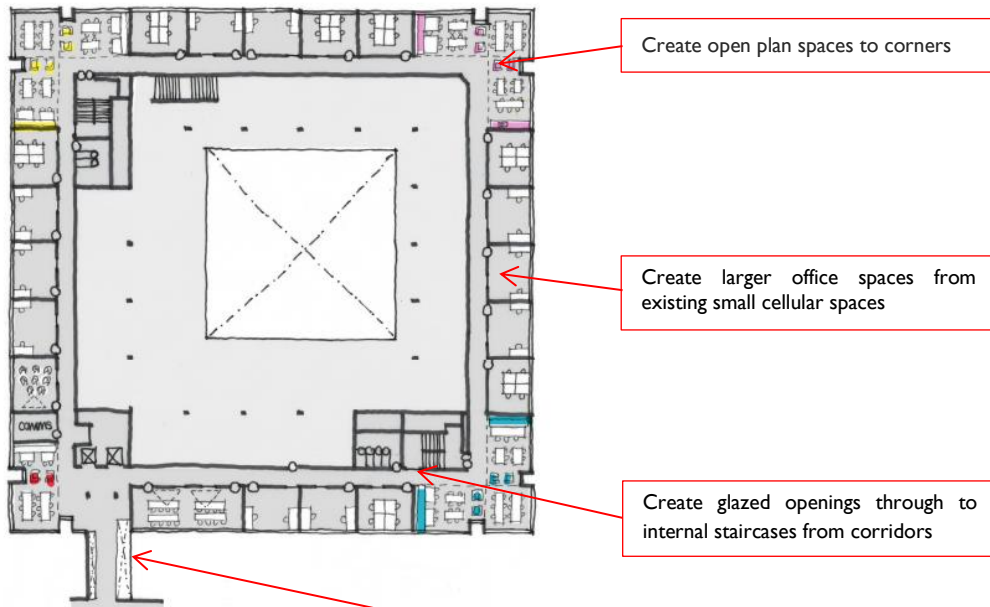 Create open plan spaces to corners
Create larger office spaces from
existing small cellular spaces
COMMS
Create glazed openings through to
internal staircases from corridors